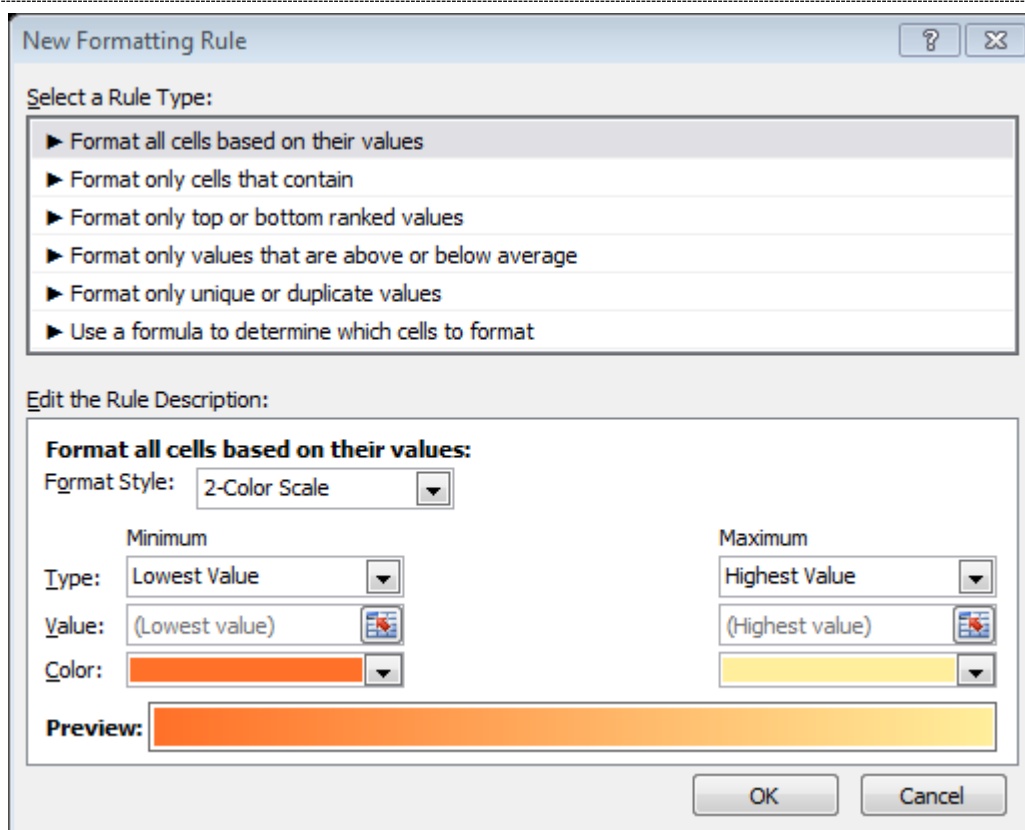 New Formatting Rule
Select a Rule Type:
► Format all cells based on their values
► Format only cells that contain
► Format only top or bottom ranked values
► Format only values that are above or below average
► Format only unique or duplicate values
► Use a formula to determine which cells to format
Edit the Rule Description:
Format all cells based on their values:
Format Style: 2-Color Scale
Minimum Maximum
Type: Lowest Value Highest Value
Value: (Lowest value) (Highest value)
Color:
Preview:
OK Cancel